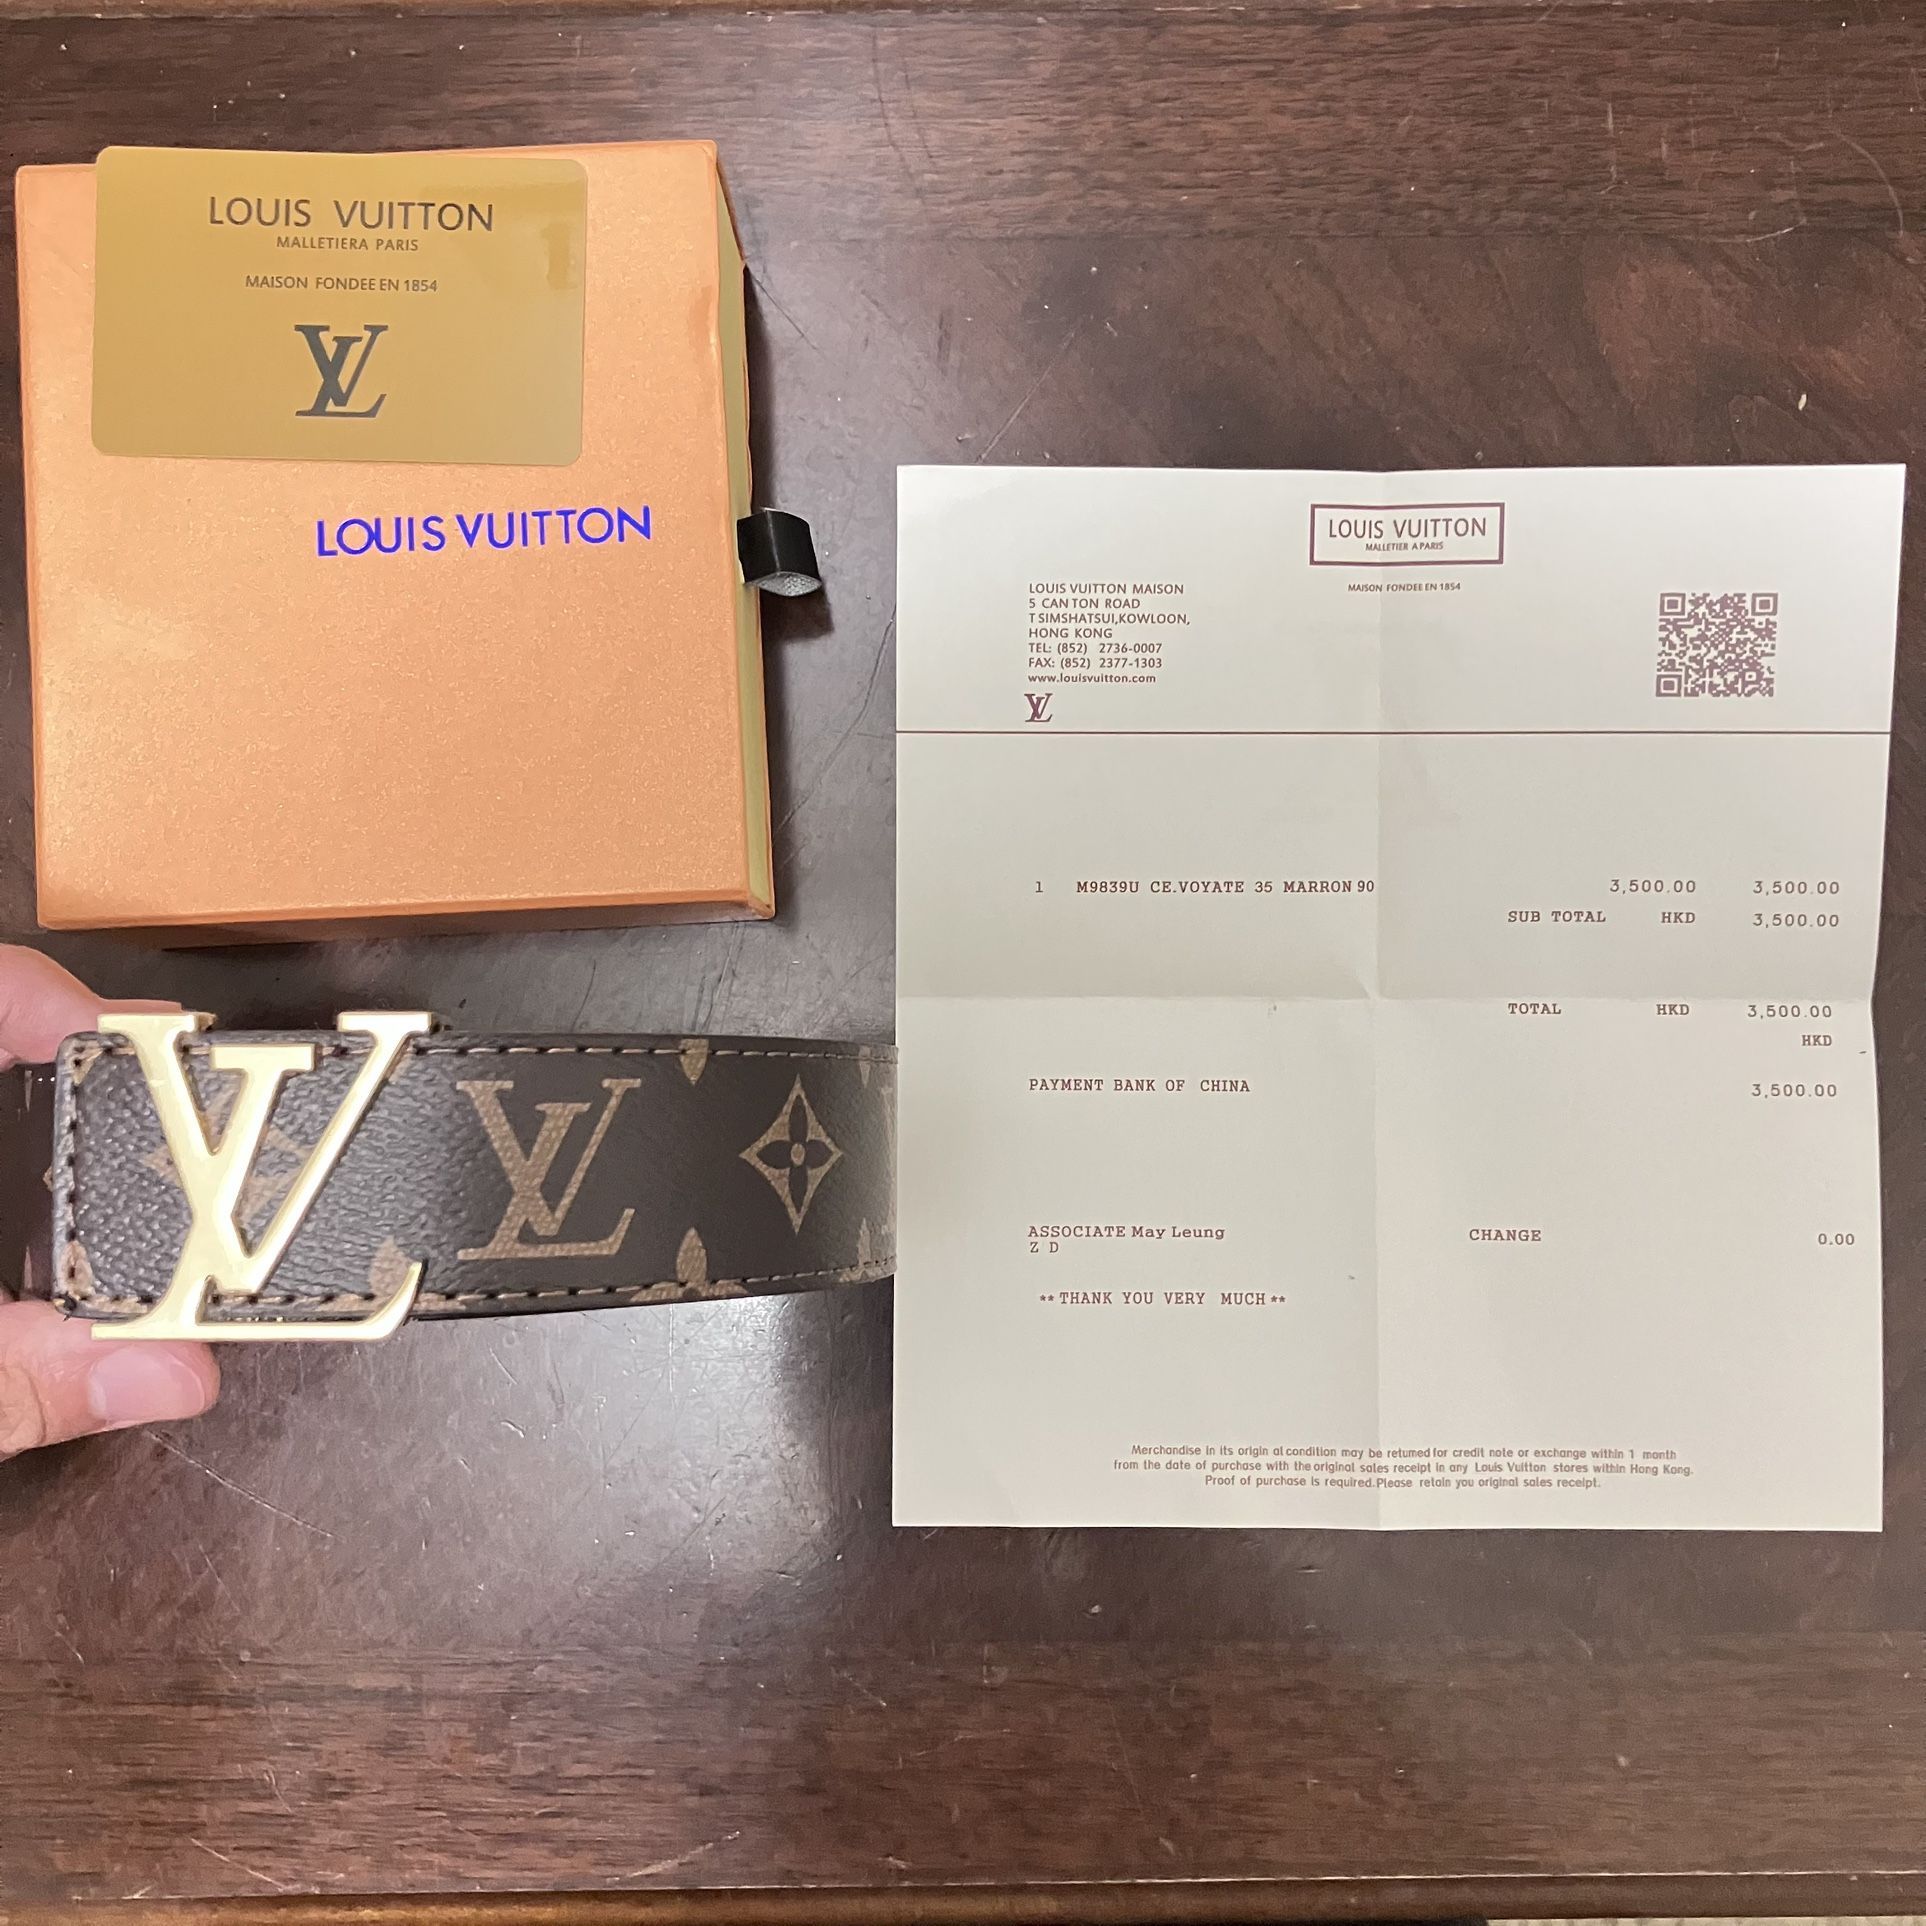 LOUIS VUITTON
MALLETIERA PARIS
MAISON FONDEE EN 1854
LV
LOUIS VUITTON
LOUIS VUITTON
MALLETIER A PARIS
MAISON FONDEE EN 1854
LOUIS VUITTON MAISON
5 CAN TON ROAD
T SIMSHATSUI,KOWLOON,
HONG KONG
TEL: (852) 2736-0007
FAX: (852) 2377-1303
www.louisvuitton.com
LV
1 M9839U CE.VOYATE 35 MARRON 90 3,500.00 3,500.00
SUB TOTAL HKD 3,500.00
TOTAL HKD 3,500.00
HKD
PAYMENT BANK OF CHINA 3,500.00
ASSOCIATE May Leung CHANGE 0.00
Z D
** THANK YOU VERY MUCH **
Merchandise in its origin al condition may be retumed for credit note or exchange within 1 month
from the date of purchase with the original sales receipt in any Louis Vuitton stores within Hong Kong.
Proof of purchase is required.Please retain you original sales receipt.
LV
LV